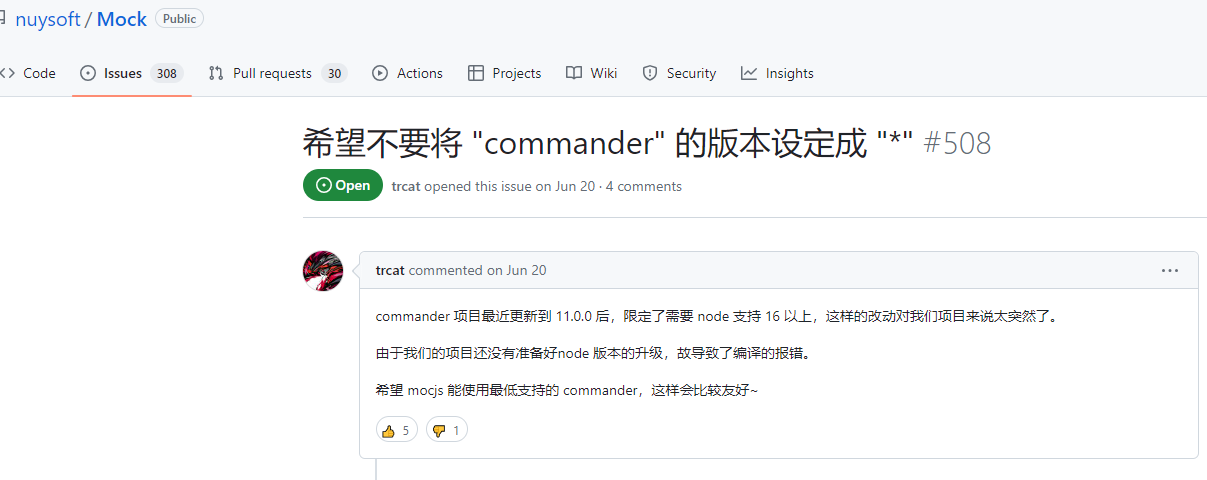 nuysoft / Mock Public
Code Issues 308 Pull requests 30 Actions Projects Wiki Security Insights
希望不要将 "commander" 的版本设定成 "*" #508
Open trcat opened this issue on Jun 20 · 4 comments
trcat commented on Jun 20
commander 项目最近更新到 11.0.0 后，限定了需要 node 支持 16 以上，这样的改动对我们项目来说太突然了。
由于我们的项目还没有准备好node 版本的升级，故导致了编译的报错。
希望 mocjs 能使用最低支持的 commander，这样会比较友好~
👍 5 👎 1